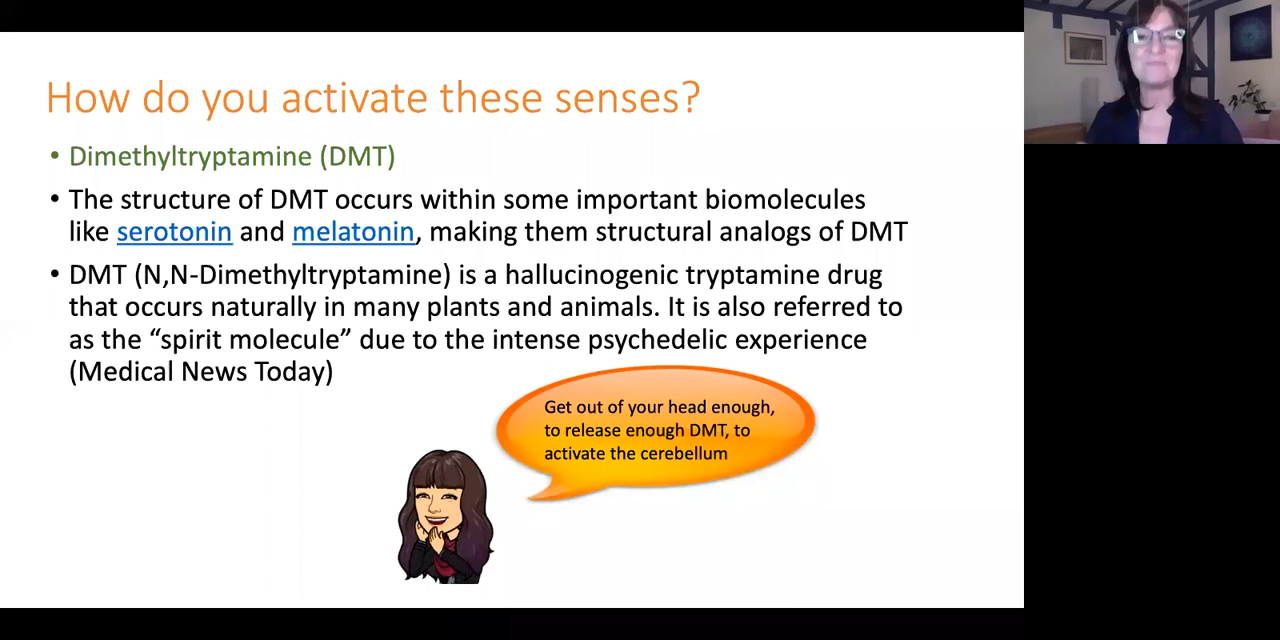 How do you activate these senses?
• Dimethyltryptamine (DMT)
• The structure of DMT occurs within some important biomolecules
like serotonin and melatonin, making them structural analogs of DMT
• DMT (N,N-Dimethyltryptamine) is a hallucinogenic tryptamine drug
that occurs naturally in many plants and animals. It is also referred to
as the “spirit molecule” due to the intense psychedelic experience
(Medical News Today)
Get out of your head enough,
to release enough DMT, to
activate the cerebellum